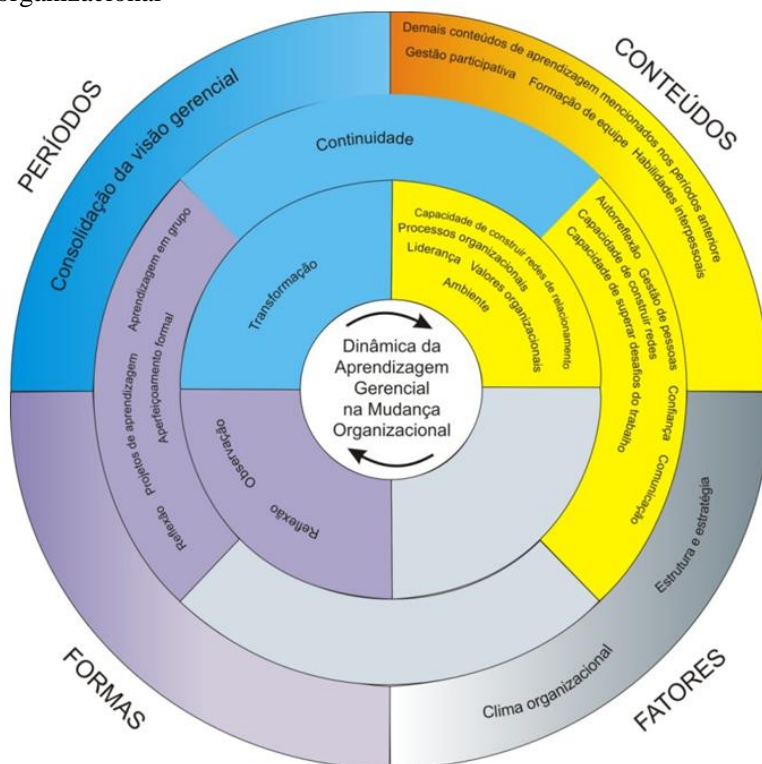 organizacional
PERÍODOS
CONTEÚDOS
FORMAS
FATORES
Consolidação da visão gerencial
Demais conteúdos de aprendizagem mencionados nos períodos anteriore
Gestão participativa
Formação de equipe
Habilidades interpessoais
Continuidade
Autorreflexão
Gestão de pessoas
Capacidade de construir redes
Capacidade de superar desafios do trabalho
Confiança
Comunicação
Aprendizagem em grupo
Aperfeiçoamento formal
Projetos de aprendizagem
Reflexão
Transformação
Capacidade de construir redes de relacionamento
Processos organizacionais
Liderança
Valores organizacionais
Ambiente
Observação
Reflexão
Dinâmica da
Aprendizagem
Gerencial
na Mudança
Organizacional
Estrutura e estratégia
Clima organizacional